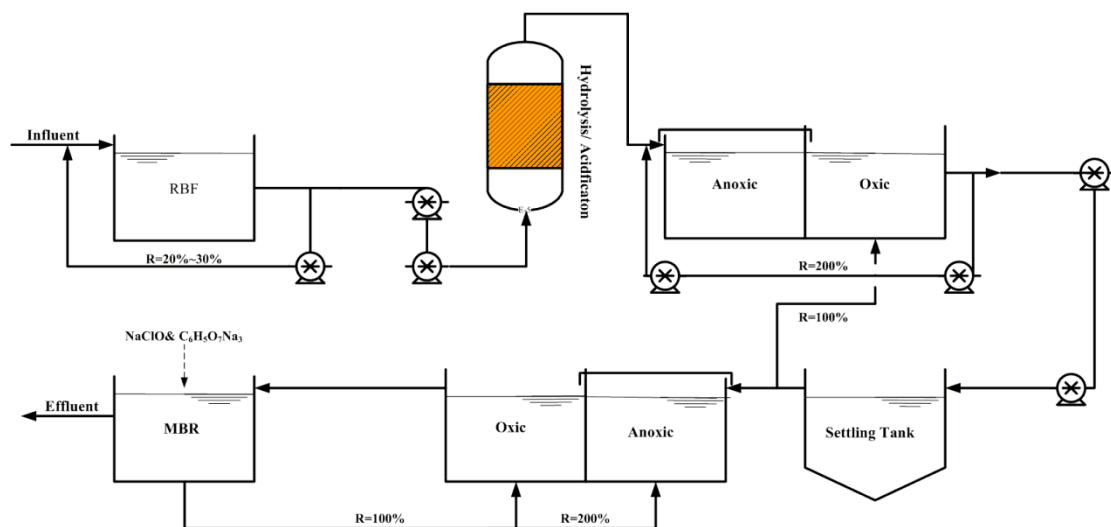 Influent
RBF
R=20%~30%
Hydrolysis/ Acidficaton
Anoxic
Oxic
R=200%
R=100%
NaClO& C₆H₅O₇Na₃
Effluent
MBR
Oxic
Anoxic
Settling Tank
R=100%
R=200%